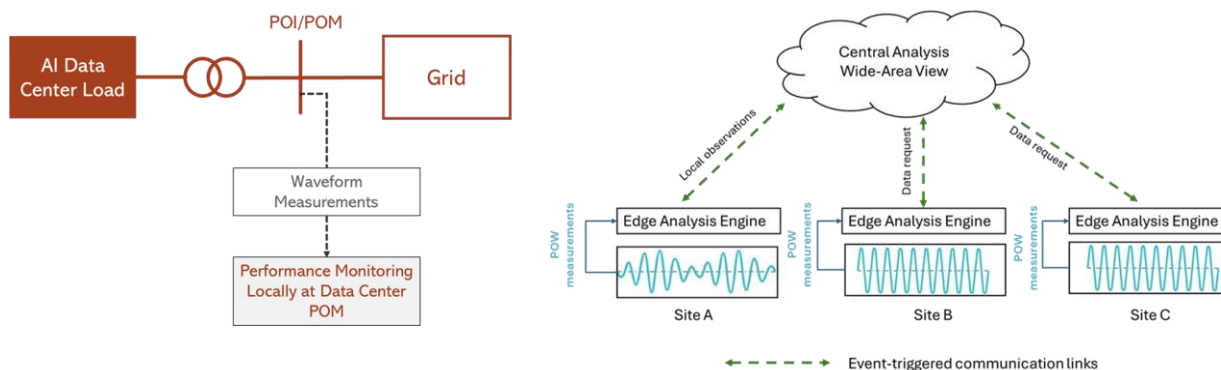 POI/POM
AI Data
Center Load
Grid
Waveform
Measurements
Performance Monitoring
Locally at Data Center
POM
Central Analysis
Wide-Area View
Local observations
Data request
Data request
POW
measurements
Edge Analysis Engine
Site A
POW
measurements
Edge Analysis Engine
Site B
POW
measurements
Edge Analysis Engine
Site C
Event-triggered communication links